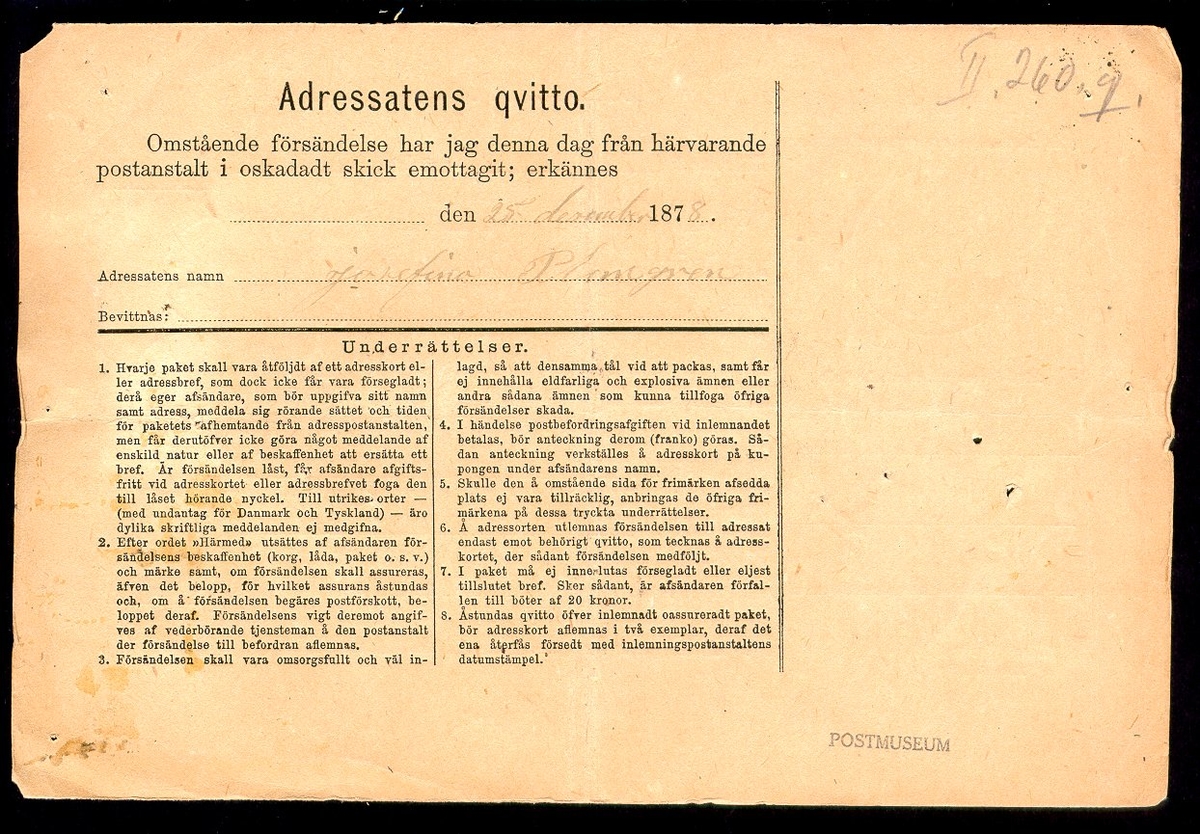 II. 260. q.
Adressatens qvitto.
Omstående försändelse har jag denna dag från härvarande
postanstalt i oskadadt skick emottagit; erkännes
den 25 december 1878.
Adressatens namn josefina
Bevittnas:
Underrättelser.
1. Hvarje paket skall vara åtföljdt af ett adresskort el-
ler adressbref, som dock icke får vara försegladt;
derå eger afsändare, som bör uppgifva sitt namn
samt adress, meddela sig rörande sättet och tiden
för paketets afhemtande från adresspostanstalten,
men får derutöfver icke göra något meddelande af
enskild natur eller af beskaffenhet att ersätta ett
bref. Är försändelsen låst, får afsändare afgifts-
fritt vid adresskortet eller adressbrefvet foga den
till låset hörande nyckel. Till utrikes orter —
(med undantag för Danmark och Tyskland) — äro
dylika skriftliga meddelanden ej medgifna.
2. Efter ordet »Härmed» utsättes af afsändaren för-
sändelsens beskaffenhet (korg, låda, paket o. s. v.)
och märke samt, om försändelsen skall assureras,
äfven det belopp, för hvilket assurans åstundas
och, om å försändelsen begäres postförskott, be-
loppet deraf. Försändelsens vigt deremot angif-
ves af vederbörande tjensteman å den postanstalt
der försändelse till befordran aflemnas.
3. Försändelsen skall vara omsorgsfullt och väl in-
lagd, så att densamma tål vid att packas, samt får
ej innehålla eldfarliga och explosiva ämnen eller
andra sådana ämnen som kunna tillfoga öfriga
försändelser skada.
4. I händelse postbefordringsafgiften vid inlemnandet
betalas, bör anteckning derom (franko) göras. Så-
dan anteckning verkställes å adresskort på ku-
pongen under afsändarens namn.
5. Skulle den å omstående sida för frimärken afsedda
plats ej vara tillräcklig, anbringas de öfriga fri-
märkena på dessa tryckta underrättelser.
6. Å adressorten utlemnas försändelsen till adressat
endast emot behörigt qvitto, som tecknas å adress-
kortet, der sådant försändelsen medföljt.
7. I paket må ej inneslutas försegladt eller eljest
tillslutet bref. Sker sådant, är afsändaren förfal-
len till böter af 20 kronor.
8. Åstundas qvitto öfver inlemnadt oassureradt paket,
bör adresskort aflemnas i två exemplar, deraf det
ena återfås försedt med inlemningspostanstaltens
datumstämpel.
POSTMUSEUM